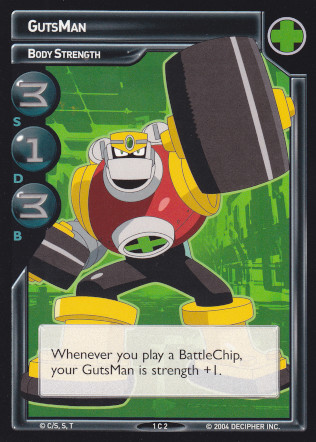 GutsMan
Body Strength
3
S
1
D
3
B
Whenever you play a BattleChip,
your GutsMan is strength +1.
© C/S, S, T
1 C 2
© 2004 DECIPHER INC.